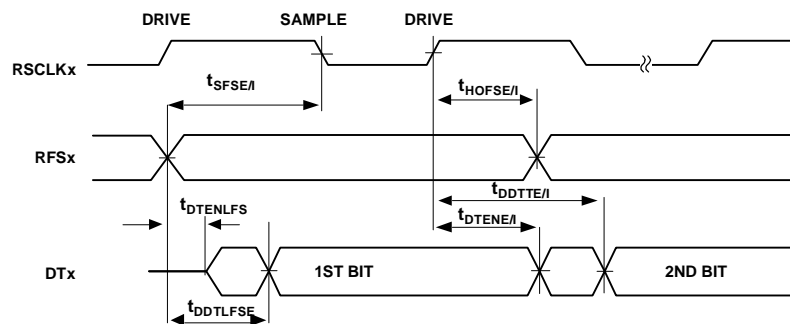 DRIVE SAMPLE DRIVE
RSCLKx
tSFSE/I
tHOFSE/I
RFSx
tDDTTE/I
tDTENLFS
tDTENE/I
DTx
1ST BIT
2ND BIT
tDDTLFSE